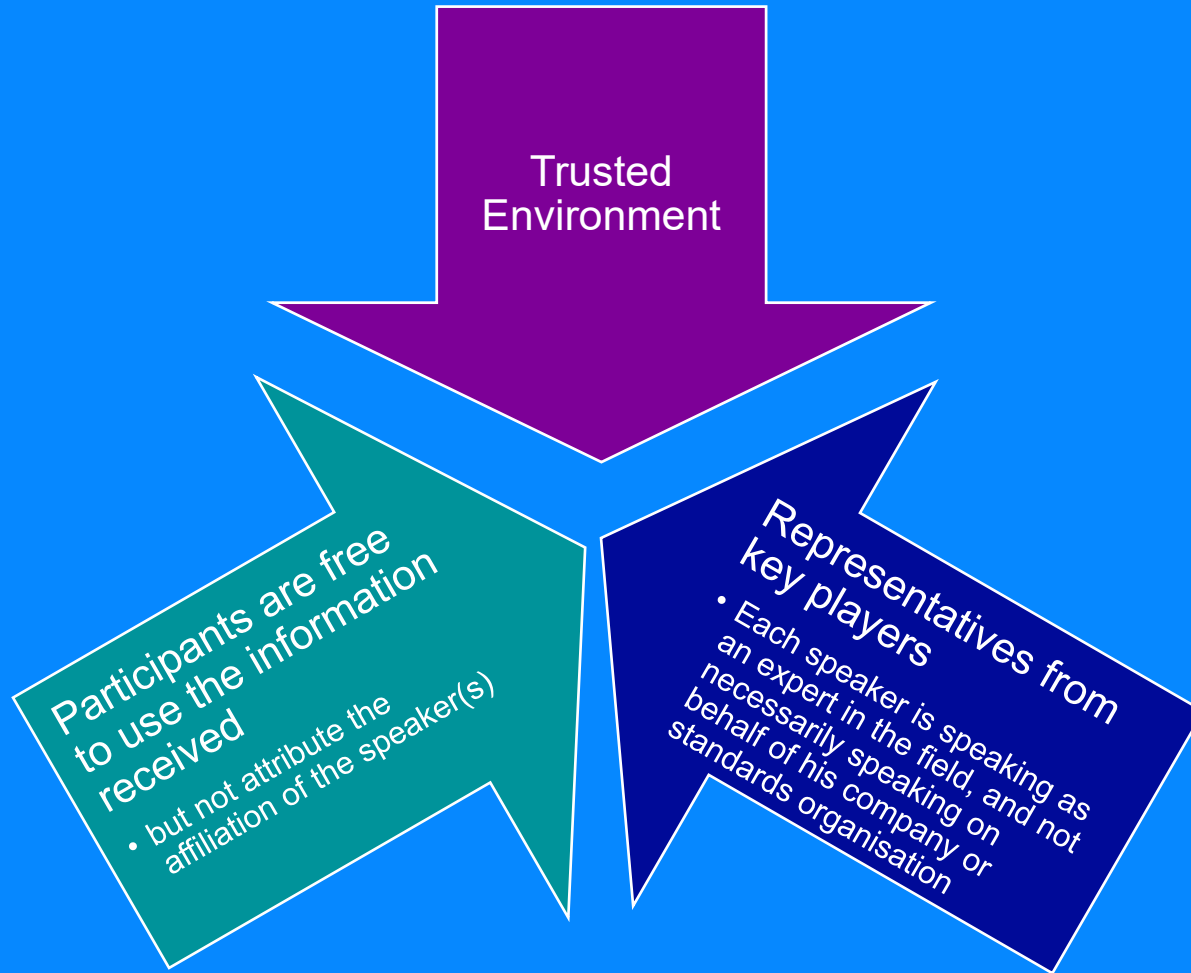 Trusted
Environment
Participants are free
to use the information
received
• but not attribute the
affiliation of the speaker(s)
Representatives from
key players
• Each speaker is speaking as
an expert in the field, and not
necessarily speaking on
behalf of his company or
standards organisation